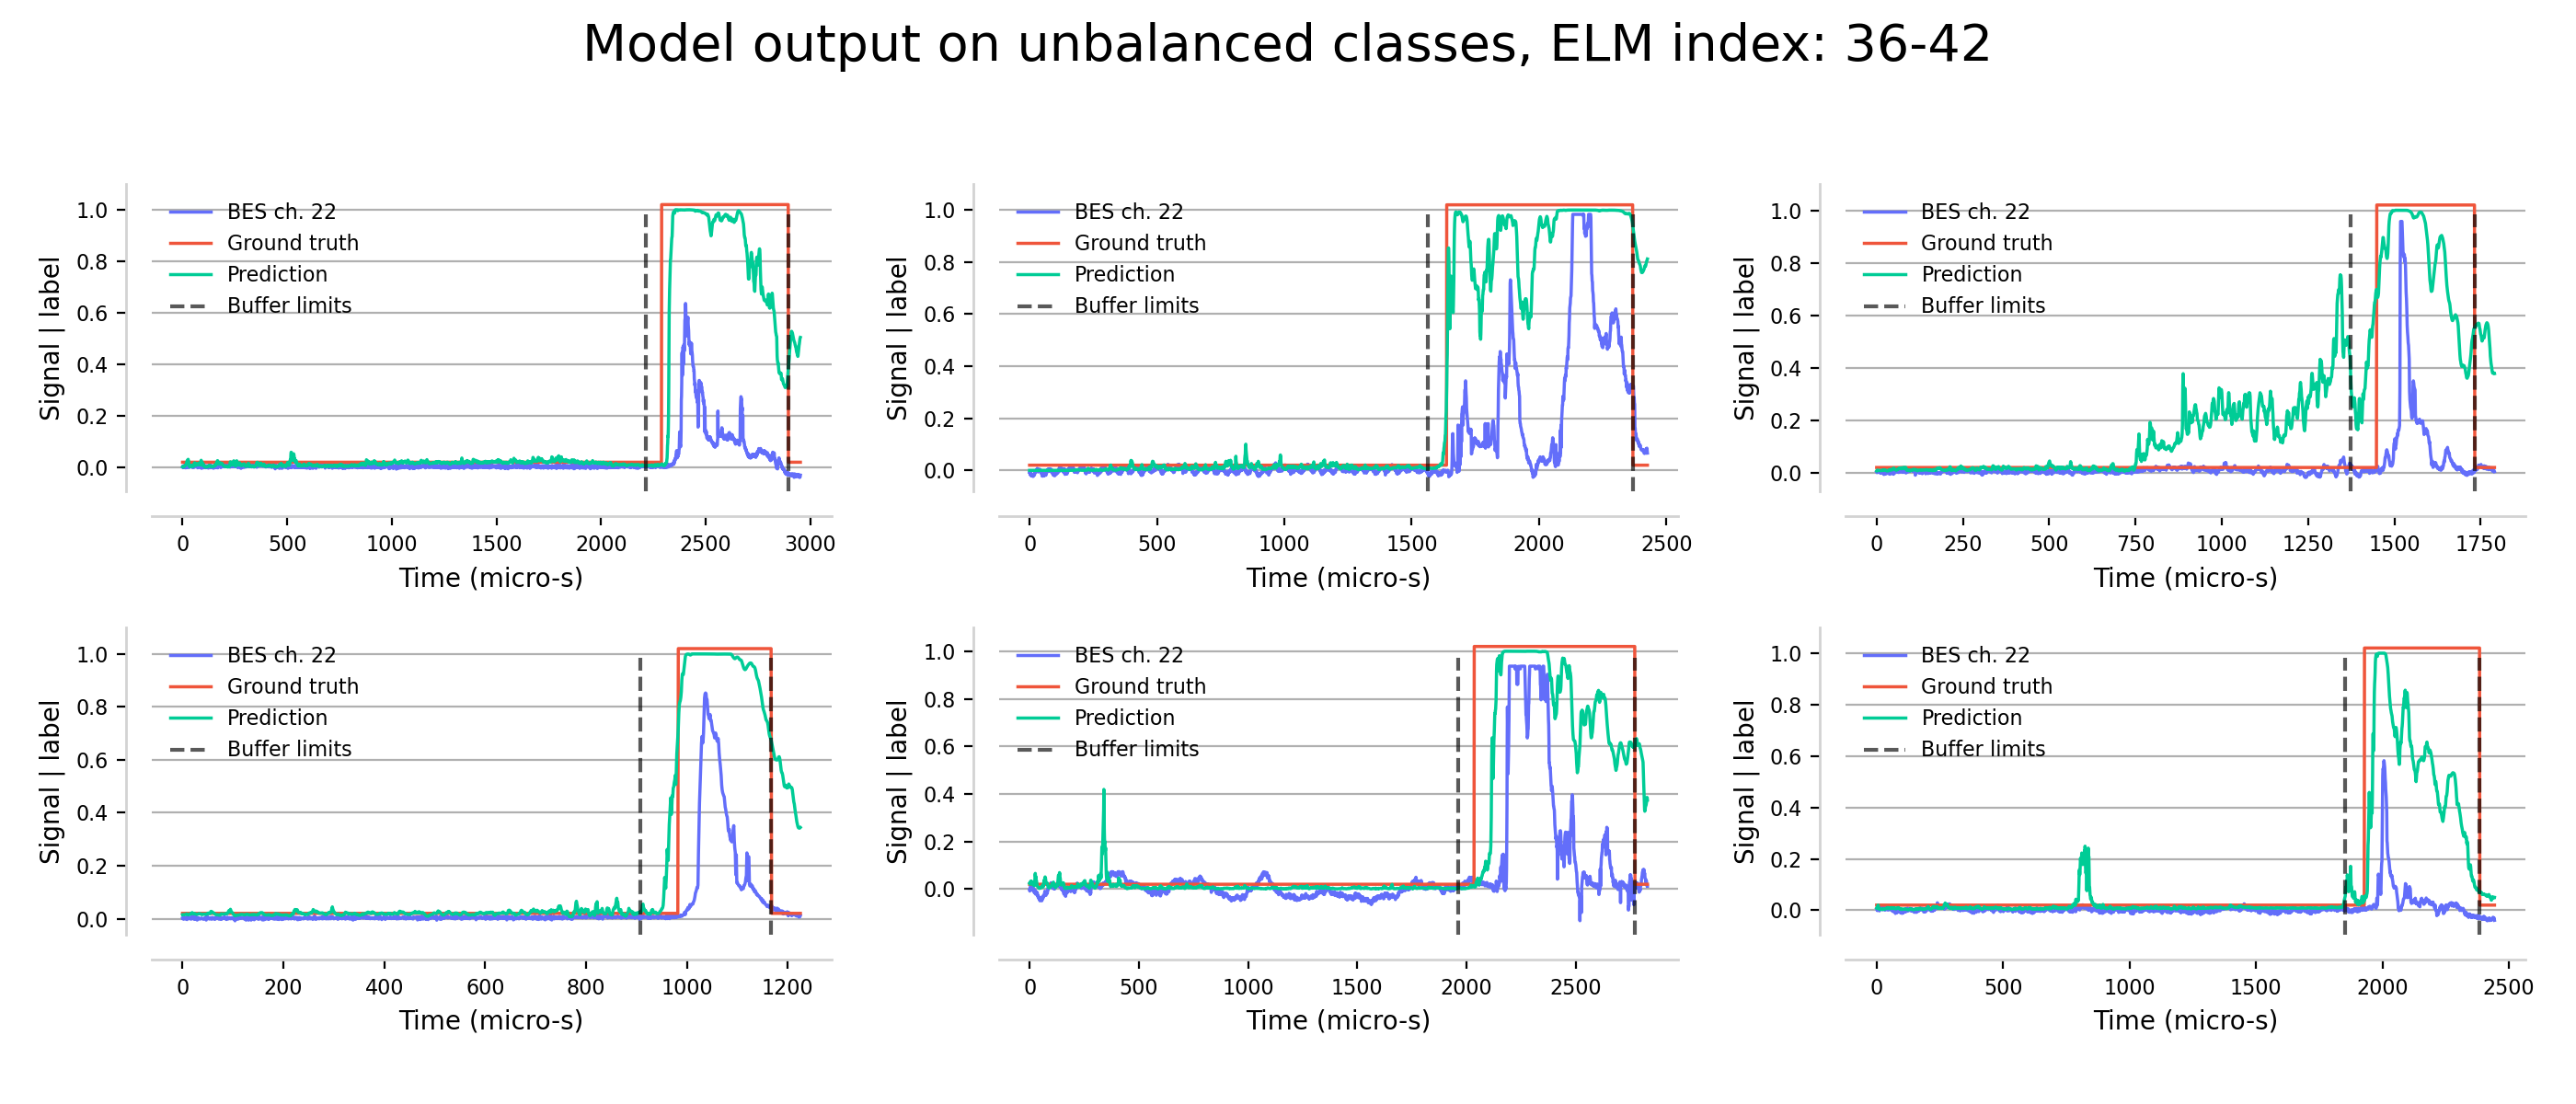 Model output on unbalanced classes, ELM index: 36-42
Signal | label
1.0
0.8
0.6
0.4
0.2
0.0
BES ch. 22
Ground truth
Prediction
Buffer limits
0 500 1000 1500 2000 2500 3000
Time (micro-s)
Signal | label
1.0
0.8
0.6
0.4
0.2
0.0
BES ch. 22
Ground truth
Prediction
Buffer limits
0 500 1000 1500 2000 2500
Time (micro-s)
Signal | label
1.0
0.8
0.6
0.4
0.2
0.0
BES ch. 22
Ground truth
Prediction
Buffer limits
0 250 500 750 1000 1250 1500 1750
Time (micro-s)
Signal | label
1.0
0.8
0.6
0.4
0.2
0.0
BES ch. 22
Ground truth
Prediction
Buffer limits
0 200 400 600 800 1000 1200
Time (micro-s)
Signal | label
1.0
0.8
0.6
0.4
0.2
0.0
BES ch. 22
Ground truth
Prediction
Buffer limits
0 500 1000 1500 2000 2500
Time (micro-s)
Signal | label
1.0
0.8
0.6
0.4
0.2
0.0
BES ch. 22
Ground truth
Prediction
Buffer limits
0 500 1000 1500 2000 2500
Time (micro-s)